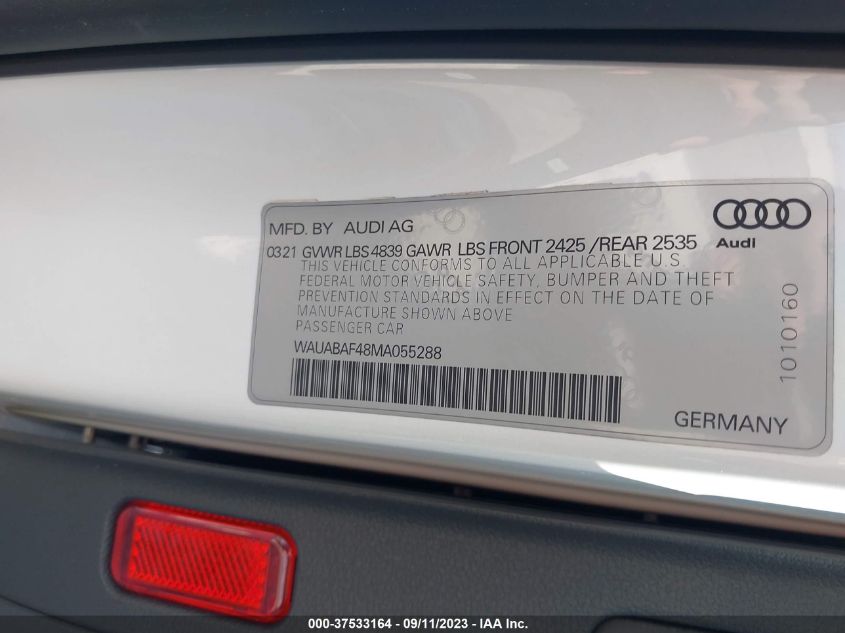 MFD. BY AUDI AG
Audi
0321 GVWR LBS 4839 GAWR LBS FRONT 2425 /REAR 2535
THIS VEHICLE CONFORMS TO ALL APPLICABLE U.S
FEDERAL MOTOR VEHICLE SAFETY, BUMPER AND THEFT
PREVENTION STANDARDS IN EFFECT ON THE DATE OF
MANUFACTURE SHOWN ABOVE
PASSENGER CAR
WAUABAF48MA055288
1010160
GERMANY
000-37533164 - 09/11/2023 - IAA Inc.